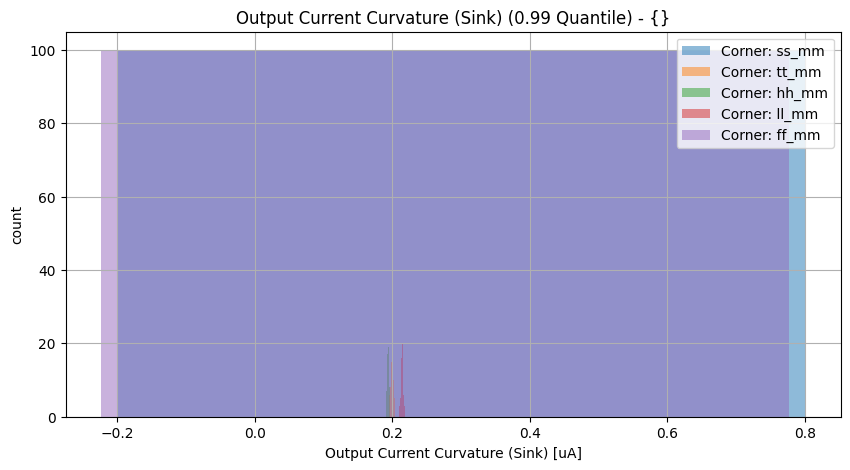 Output Current Curvature (Sink) (0.99 Quantile) - {}
100
80
60
40
20
0
count
Corner: ss_mm
Corner: tt_mm
Corner: hh_mm
Corner: ll_mm
Corner: ff_mm
−0.2
0.0
0.2
0.4
0.6
0.8
Output Current Curvature (Sink) [uA]